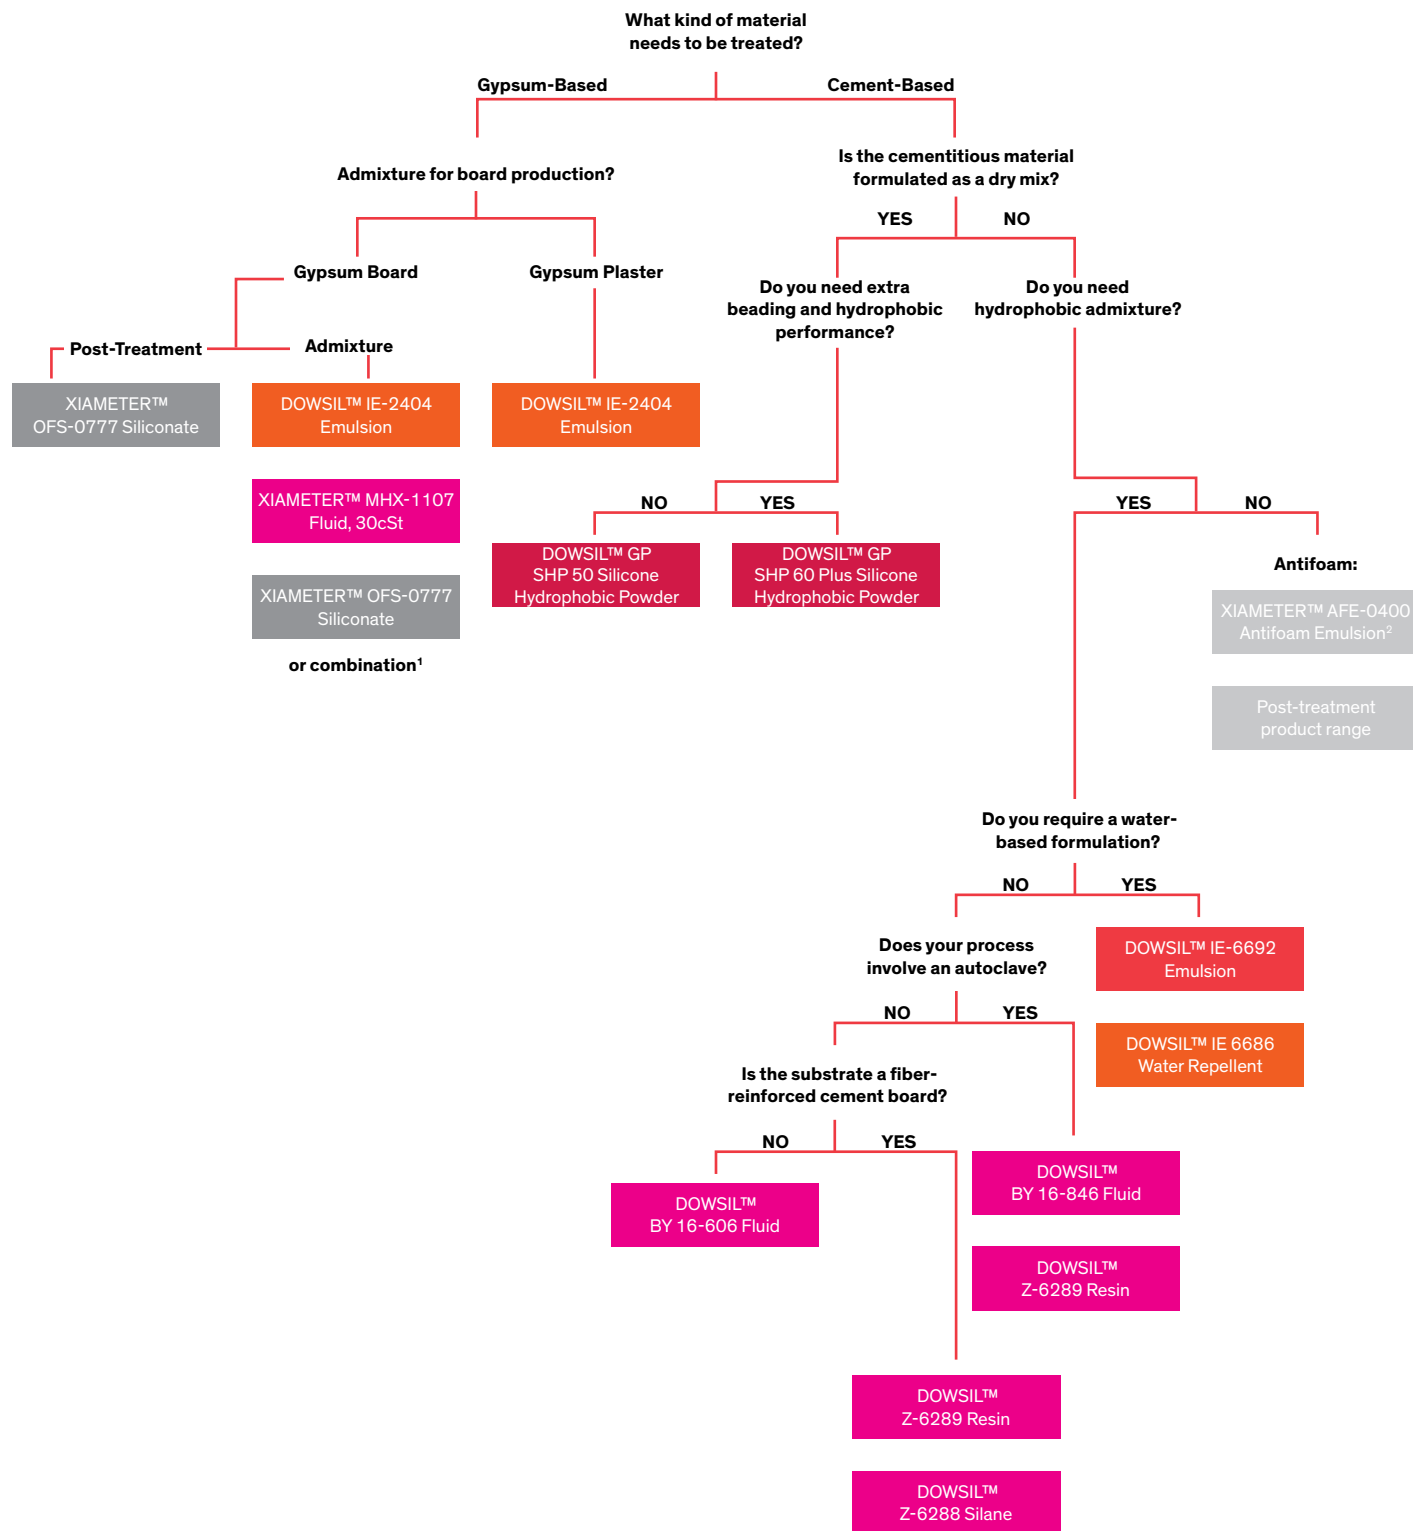 What kind of material
needs to be treated?
Gypsum-Based
Cement-Based
Admixture for board production?
Is the cementitious material
formulated as a dry mix?
YES
NO
Gypsum Board
Gypsum Plaster
Do you need extra
beading and hydrophobic
performance?
Do you need
hydrophobic admixture?
Post-Treatment
Admixture
XIAMETER™
OFS-0777 Siliconate
DOWSIL™ IE-2404
Emulsion
DOWSIL™ IE-2404
Emulsion
XIAMETER™ MHX-1107
Fluid, 30cSt
XIAMETER™ OFS-0777
Siliconate
or combination¹
NO
YES
DOWSIL™ GP
SHP 50 Silicone
Hydrophobic Powder
DOWSIL™ GP
SHP 60 Plus Silicone
Hydrophobic Powder
YES
NO
Antifoam:
XIAMETER™ AFE-0400
Antifoam Emulsion²
Post-treatment
product range
Do you require a water-
based formulation?
NO
YES
Does your process
involve an autoclave?
DOWSIL™ IE-6692
Emulsion
DOWSIL™ IE 6686
Water Repellent
NO
YES
Is the substrate a fiber-
reinforced cement board?
NO
YES
DOWSIL™
BY 16-606 Fluid
DOWSIL™
BY 16-846 Fluid
DOWSIL™
Z-6289 Resin
DOWSIL™
Z-6289 Resin
DOWSIL™
Z-6288 Silane